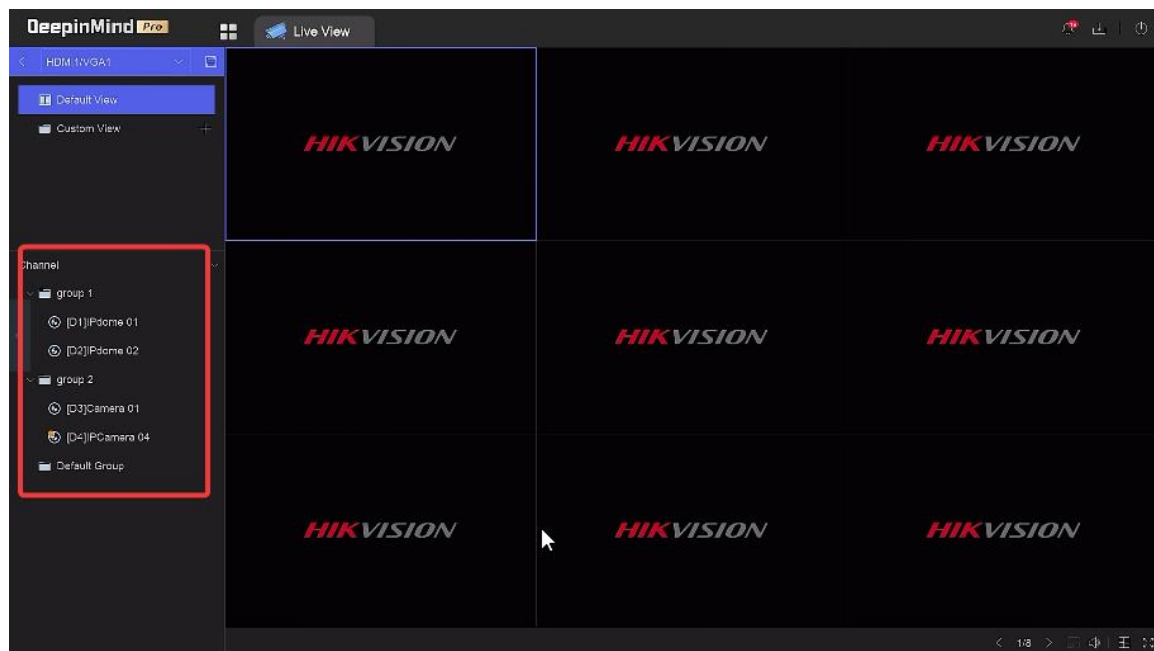 DeepinMind Pro
Live View
HDMI1/VGA1
Default View
Custom View
HIKVISION HIKVISION HIKVISION
Channel
group 1
[D1]IPdome 01
[D2]IPdome 02
HIKVISION HIKVISION HIKVISION
group 2
[D3]Camera 01
[D4]IPCamera 04
Default Group
HIKVISION HIKVISION HIKVISION
1/8